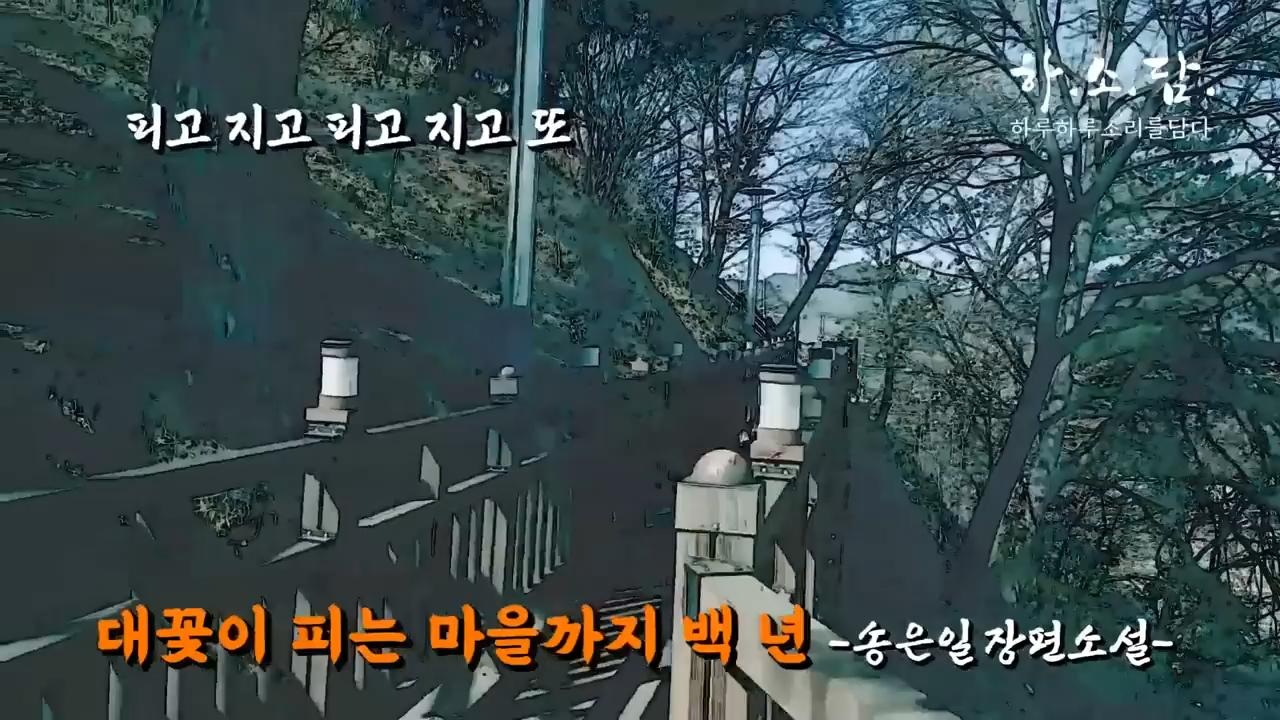 하.소.담.
하루하루소리를담다
피고 지고 피고 지고 또
대꽃이 피는 마을까지 백 년 -송은일 장편소설-